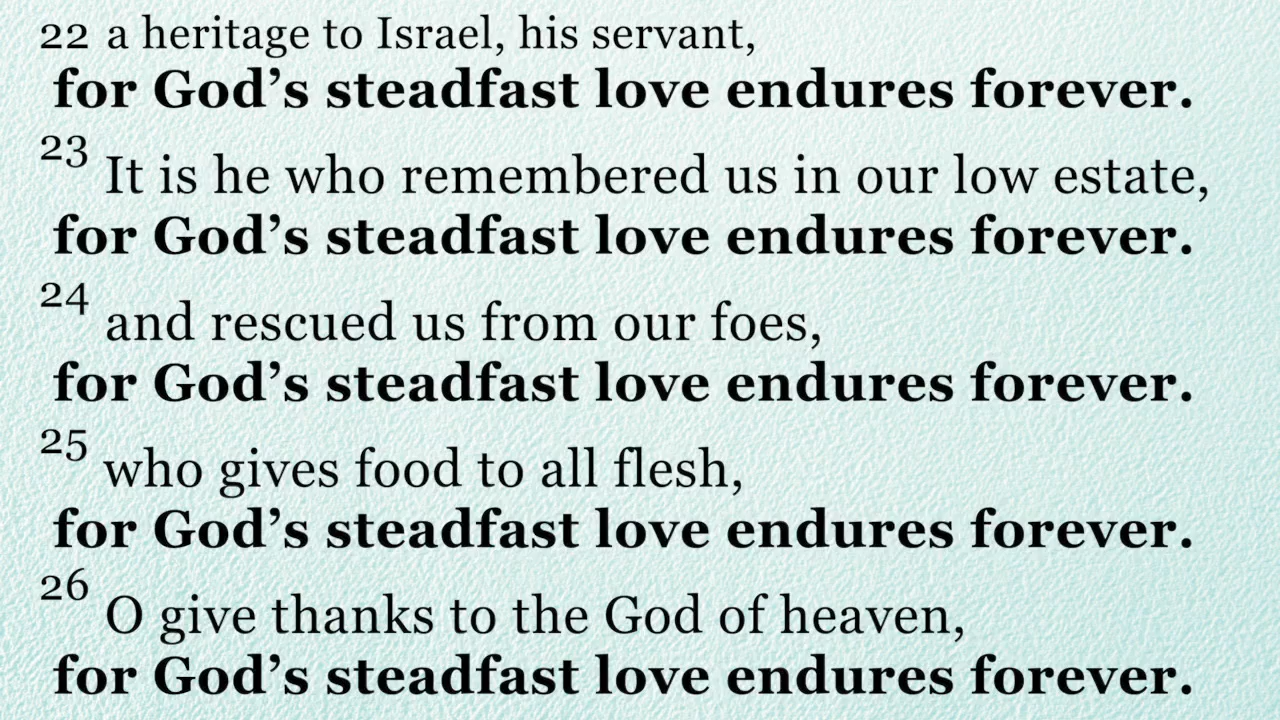 22 a heritage to Israel, his servant,
for God’s steadfast love endures forever.
23 It is he who remembered us in our low estate,
for God’s steadfast love endures forever.
24 and rescued us from our foes,
for God’s steadfast love endures forever.
25 who gives food to all flesh,
for God’s steadfast love endures forever.
26 O give thanks to the God of heaven,
for God’s steadfast love endures forever.